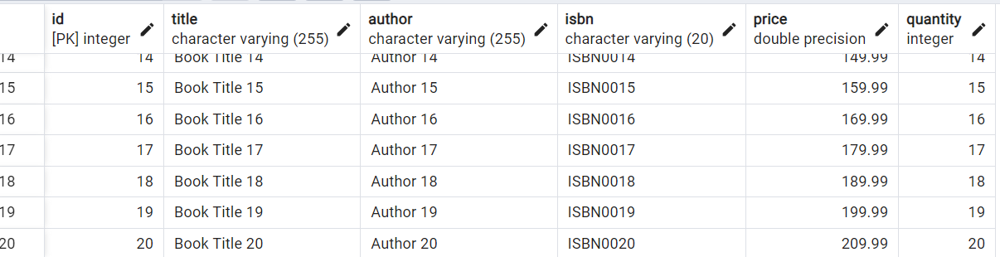 id title author isbn price quantity
[PK] integer character varying (255) character varying (255) character varying (20) double precision integer
14 14 Book Title 14 Author 14 ISBN0014 149.99 14
15 15 Book Title 15 Author 15 ISBN0015 159.99 15
16 16 Book Title 16 Author 16 ISBN0016 169.99 16
17 17 Book Title 17 Author 17 ISBN0017 179.99 17
18 18 Book Title 18 Author 18 ISBN0018 189.99 18
19 19 Book Title 19 Author 19 ISBN0019 199.99 19
20 20 Book Title 20 Author 20 ISBN0020 209.99 20